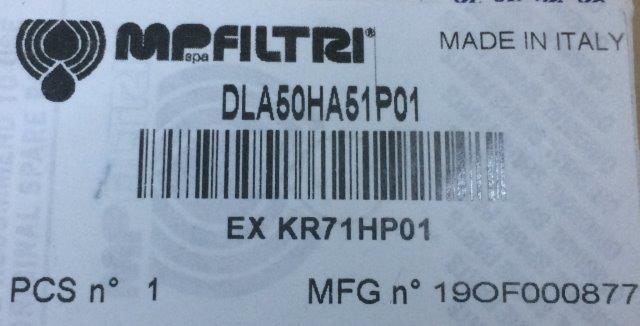 MPFILTRI®
spa
MADE IN ITALY
DLA50HA51P01
EX KR71HP01
PCS n° 1
MFG n° 19OF000877